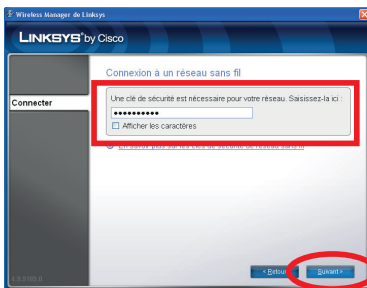 Wireless Manager de Linksys
LINKSYS® by Cisco
Connexion à un réseau sans fil
Connecter
Une clé de sécurité est nécessaire pour votre réseau. Saisissez-la ici :
••••••••••
Afficher les caractères
En savoir plus sur les clés de sécurité de réseau sans fil
< Retour
Suivant >